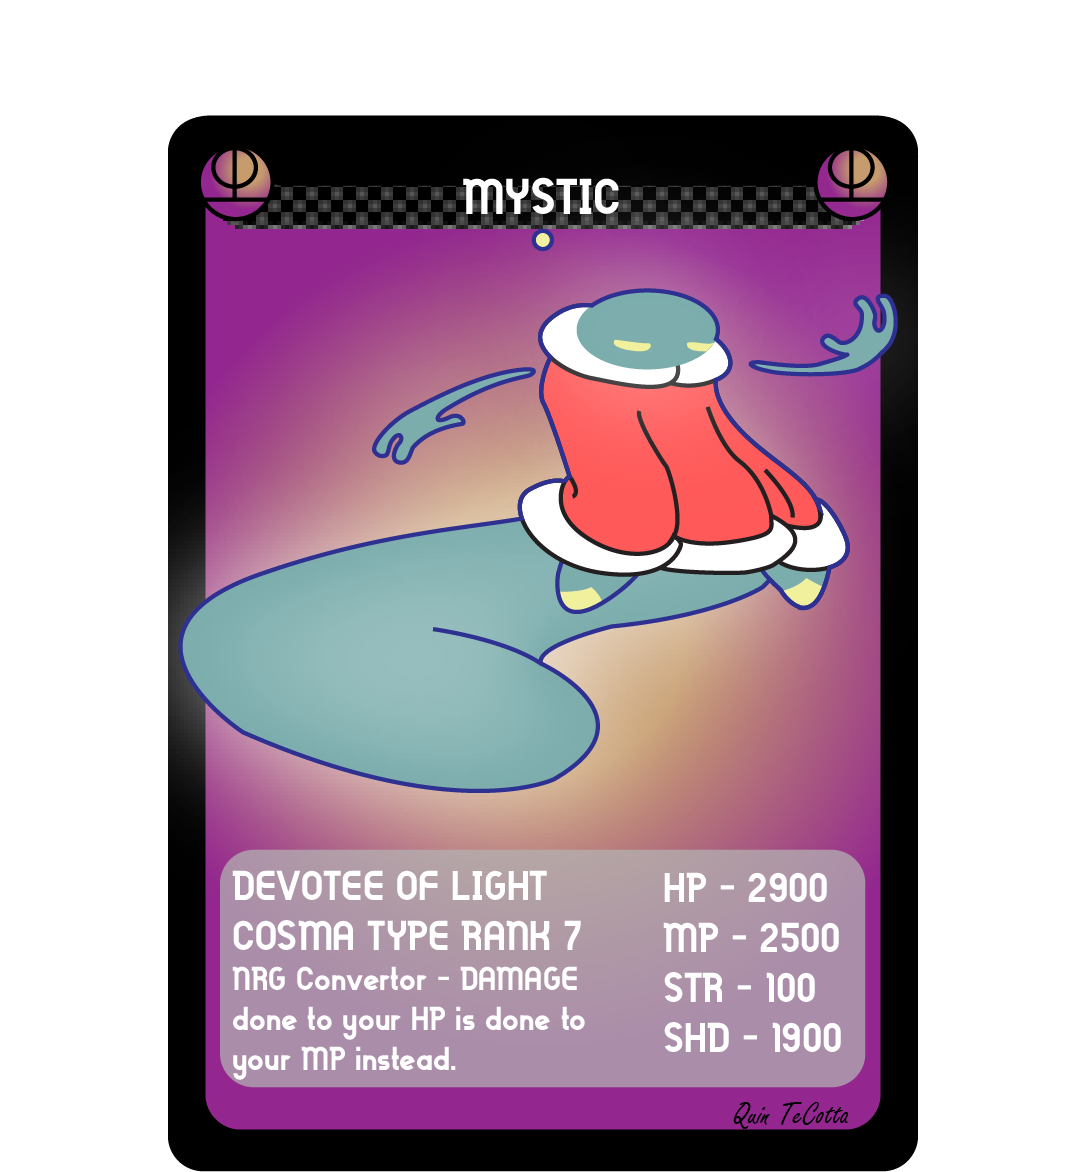 MYSTIC
DEVOTEE OF LIGHT
COSMA TYPE RANK 7
NRG Convertor - DAMAGE
done to your HP is done to
your MP instead.
HP - 2900
MP - 2500
STR - 100
SHD - 1900
Quin TeCotta